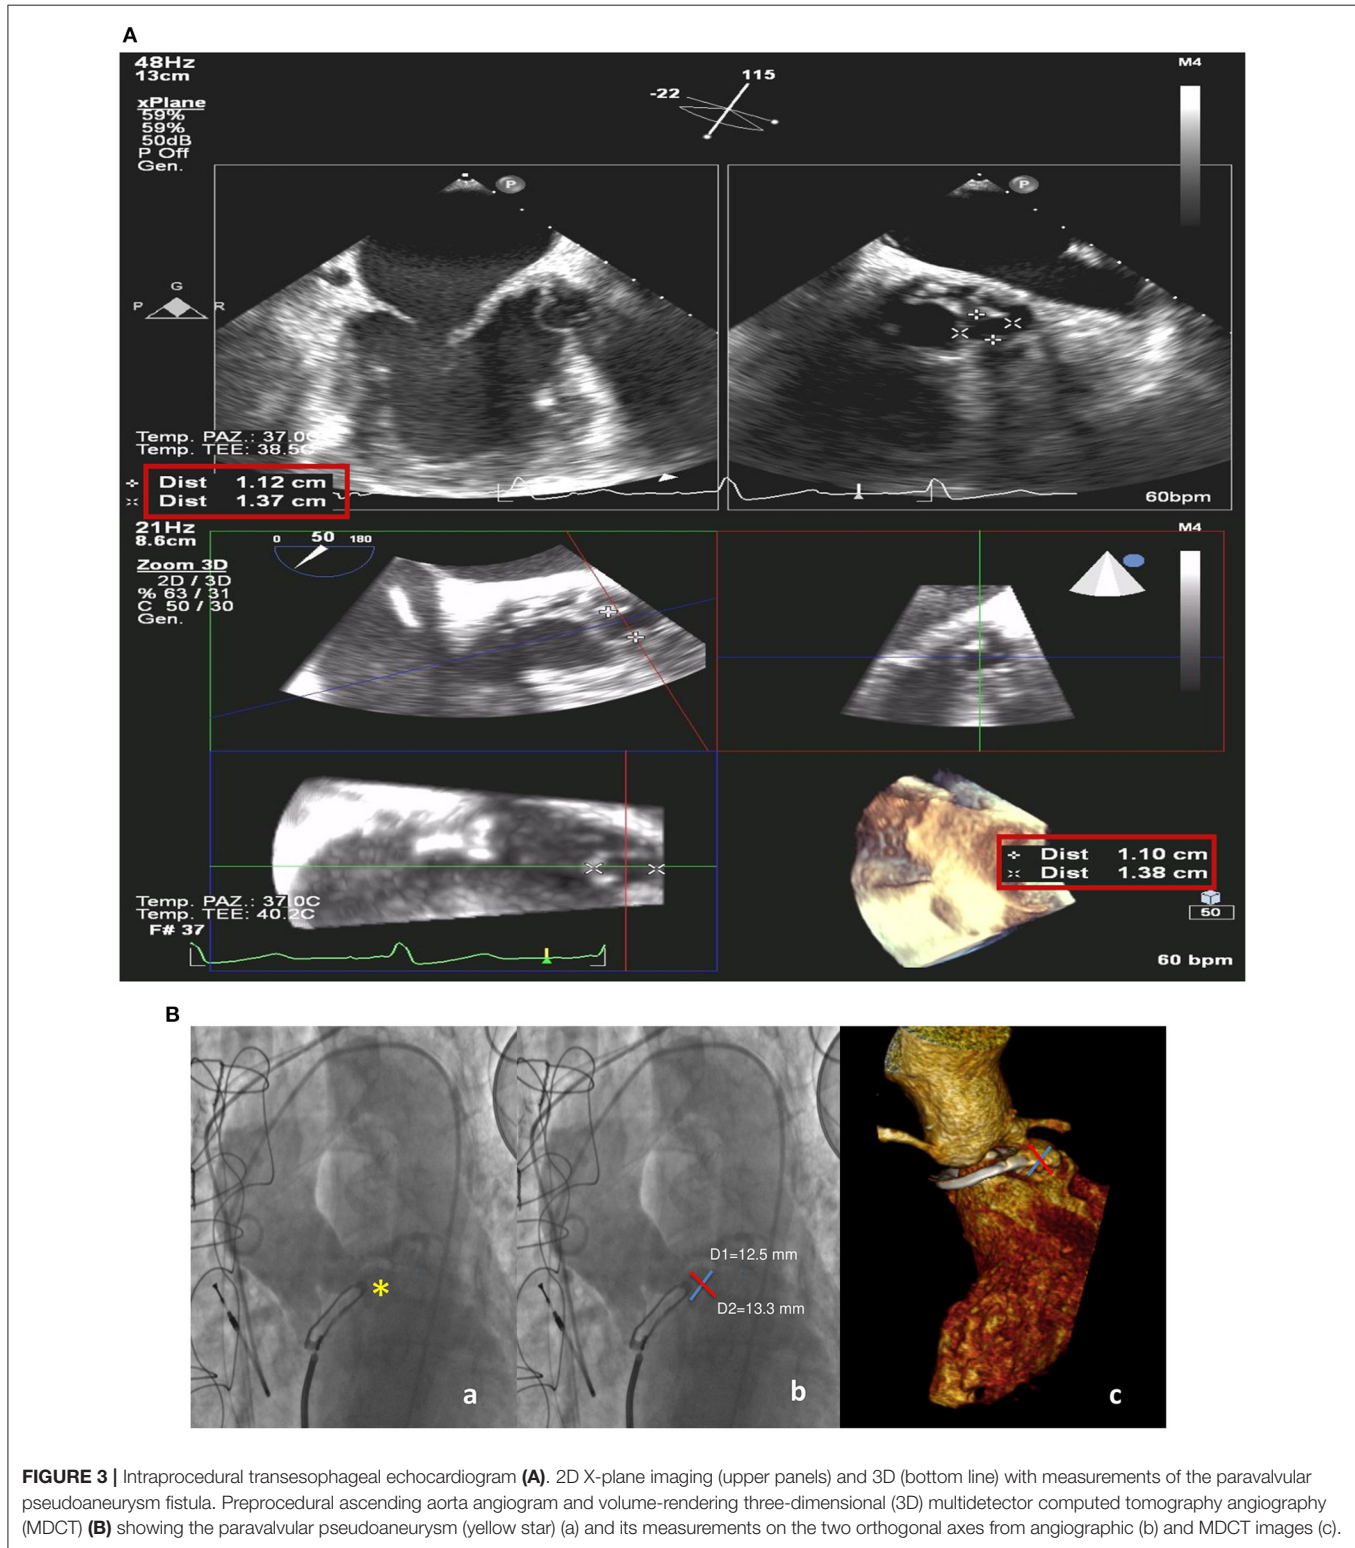 A
48Hz
13cm
xPlane
59%
59%
50dB
P Off
Gen.
115
-22
M4
P
P
G
P R
Temp. PAZ.: 37.0C
Temp. TEE: 38.5C
Dist 1.12 cm
Dist 1.37 cm
60bpm
21Hz
8.6cm
0 50 180
M4
Zoom 3D
2D / 3D
% 63 / 31
C 50 / 30
Gen.
Dist 1.10 cm
Dist 1.38 cm
Temp. PAZ.: 37.0C
Temp. TEE: 40.2C
F# 37
50
60 bpm
B
D1=12.5 mm
D2=13.3 mm
a
b
c
FIGURE 3 | Intraprocedural transesophageal echocardiogram (A). 2D X-plane imaging (upper panels) and 3D (bottom line) with measurements of the paravalvular
pseudoaneurysm fistula. Preprocedural ascending aorta angiogram and volume-rendering three-dimensional (3D) multidetector computed tomography angiography
(MDCT) (B) showing the paravalvular pseudoaneurysm (yellow star) (a) and its measurements on the two orthogonal axes from angiographic (b) and MDCT images (c).